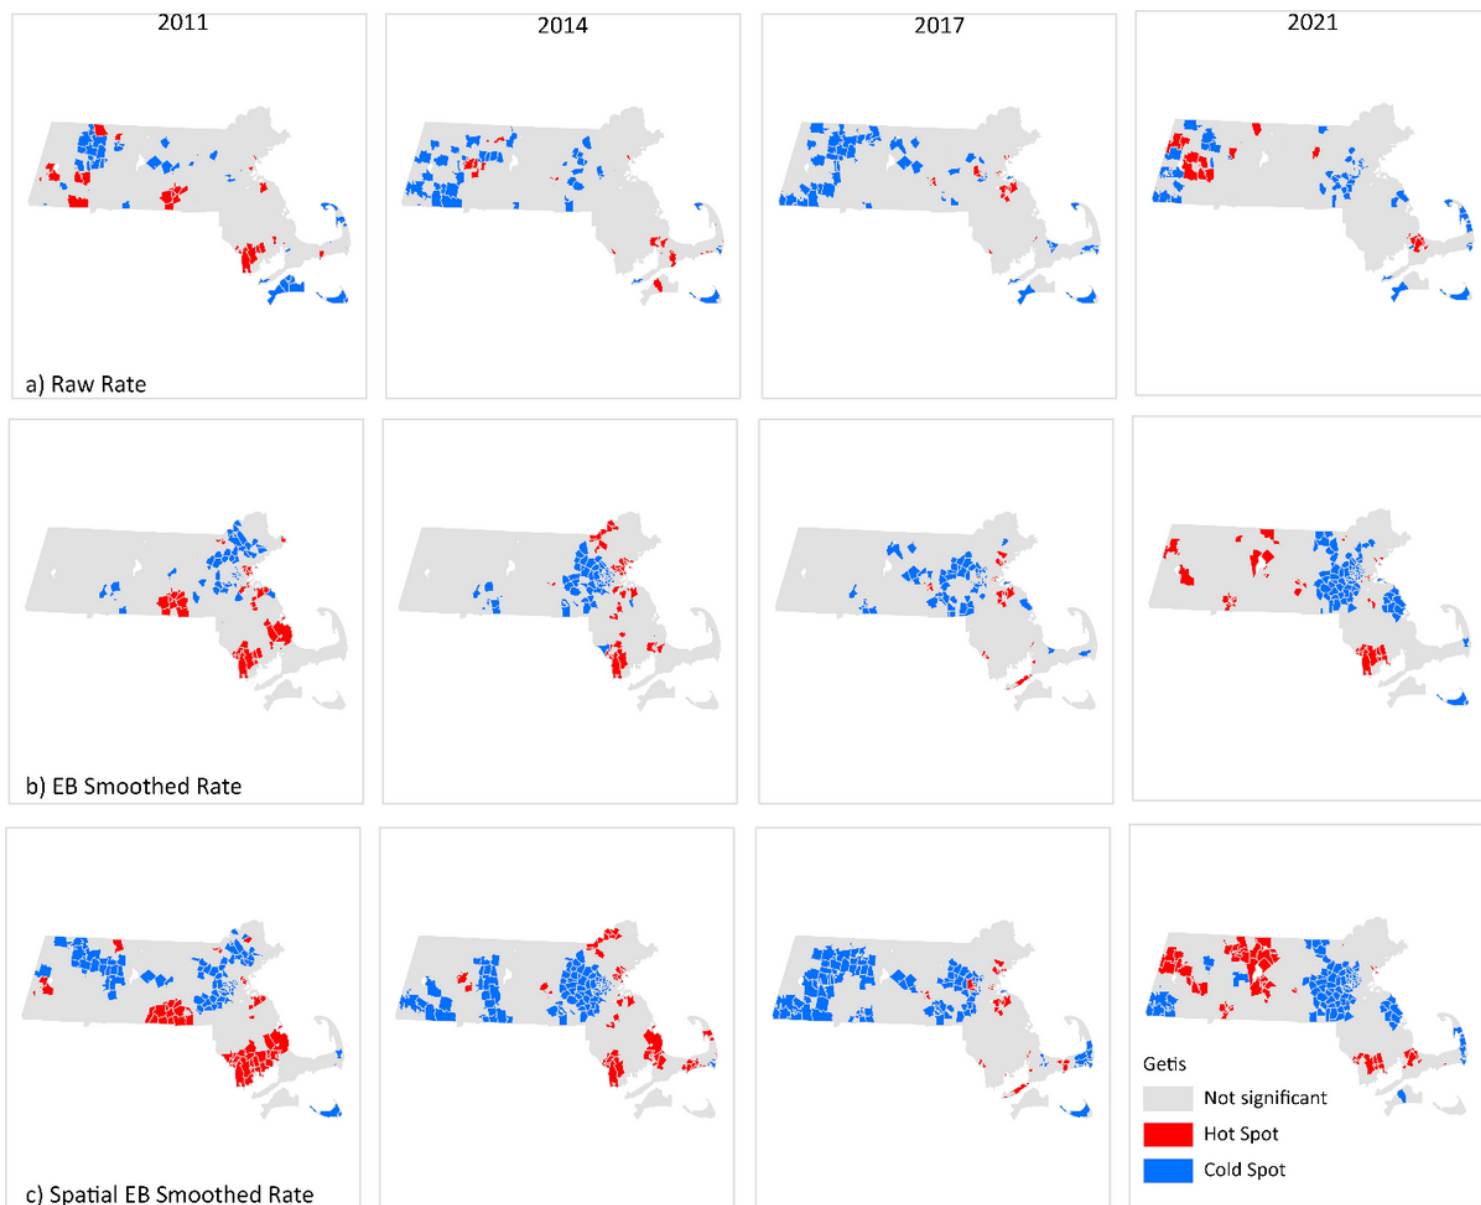 2011
2014
2017
2021
a) Raw Rate
b) EB Smoothed Rate
c) Spatial EB Smoothed Rate
Getis
Not significant
Hot Spot
Cold Spot